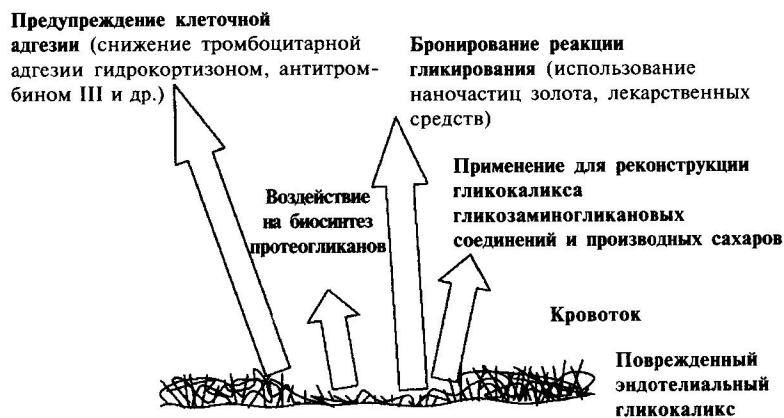 Предупреждение клеточной
адгезии (снижение тромбоцитарной
адгезии гидрокортизоном, антитром-
бином III и др.)
Бронирование реакции
гликирования (использование
наночастиц золота, лекарственных
средств)
Применение для реконструкции
гликокаликса
гликозаминогликановых
соединений и производных сахаров
Воздействие
на биосинтез
протеогликанов
Кровоток
Поврежденный
эндотелиальный
гликокаликс